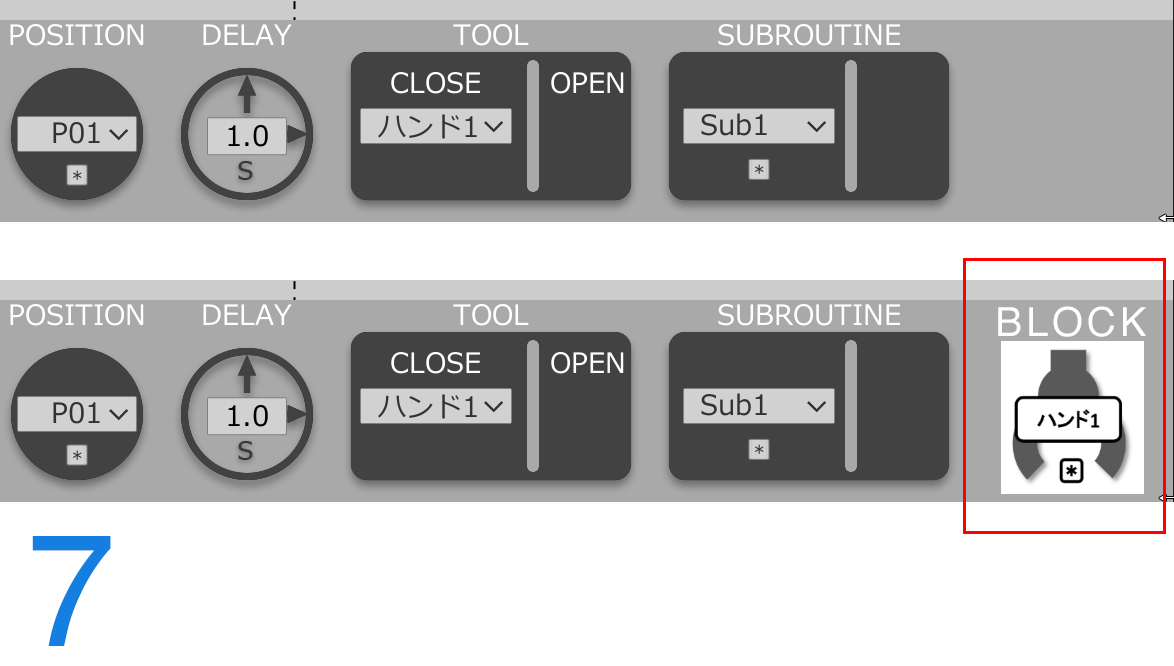 POSITION DELAY TOOL SUBROUTINE
CLOSE OPEN
P01 ハンド1 Sub1
1.0
* S *
POSITION DELAY TOOL SUBROUTINE BLOCK
CLOSE OPEN
P01 ハンド1 Sub1 ハンド1
1.0
* S * *
7